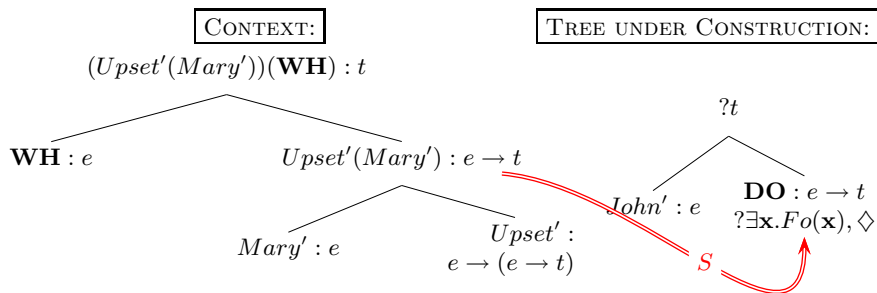 CONTEXT: TREE UNDER CONSTRUCTION:
(Upset′(Mary′))(WH) : t
?t
WH : e Upset′(Mary′) : e → t
John′ : e DO : e → t
?∃x.Fo(x), ◇
Mary′ : e Upset′ :
e → (e → t)
S